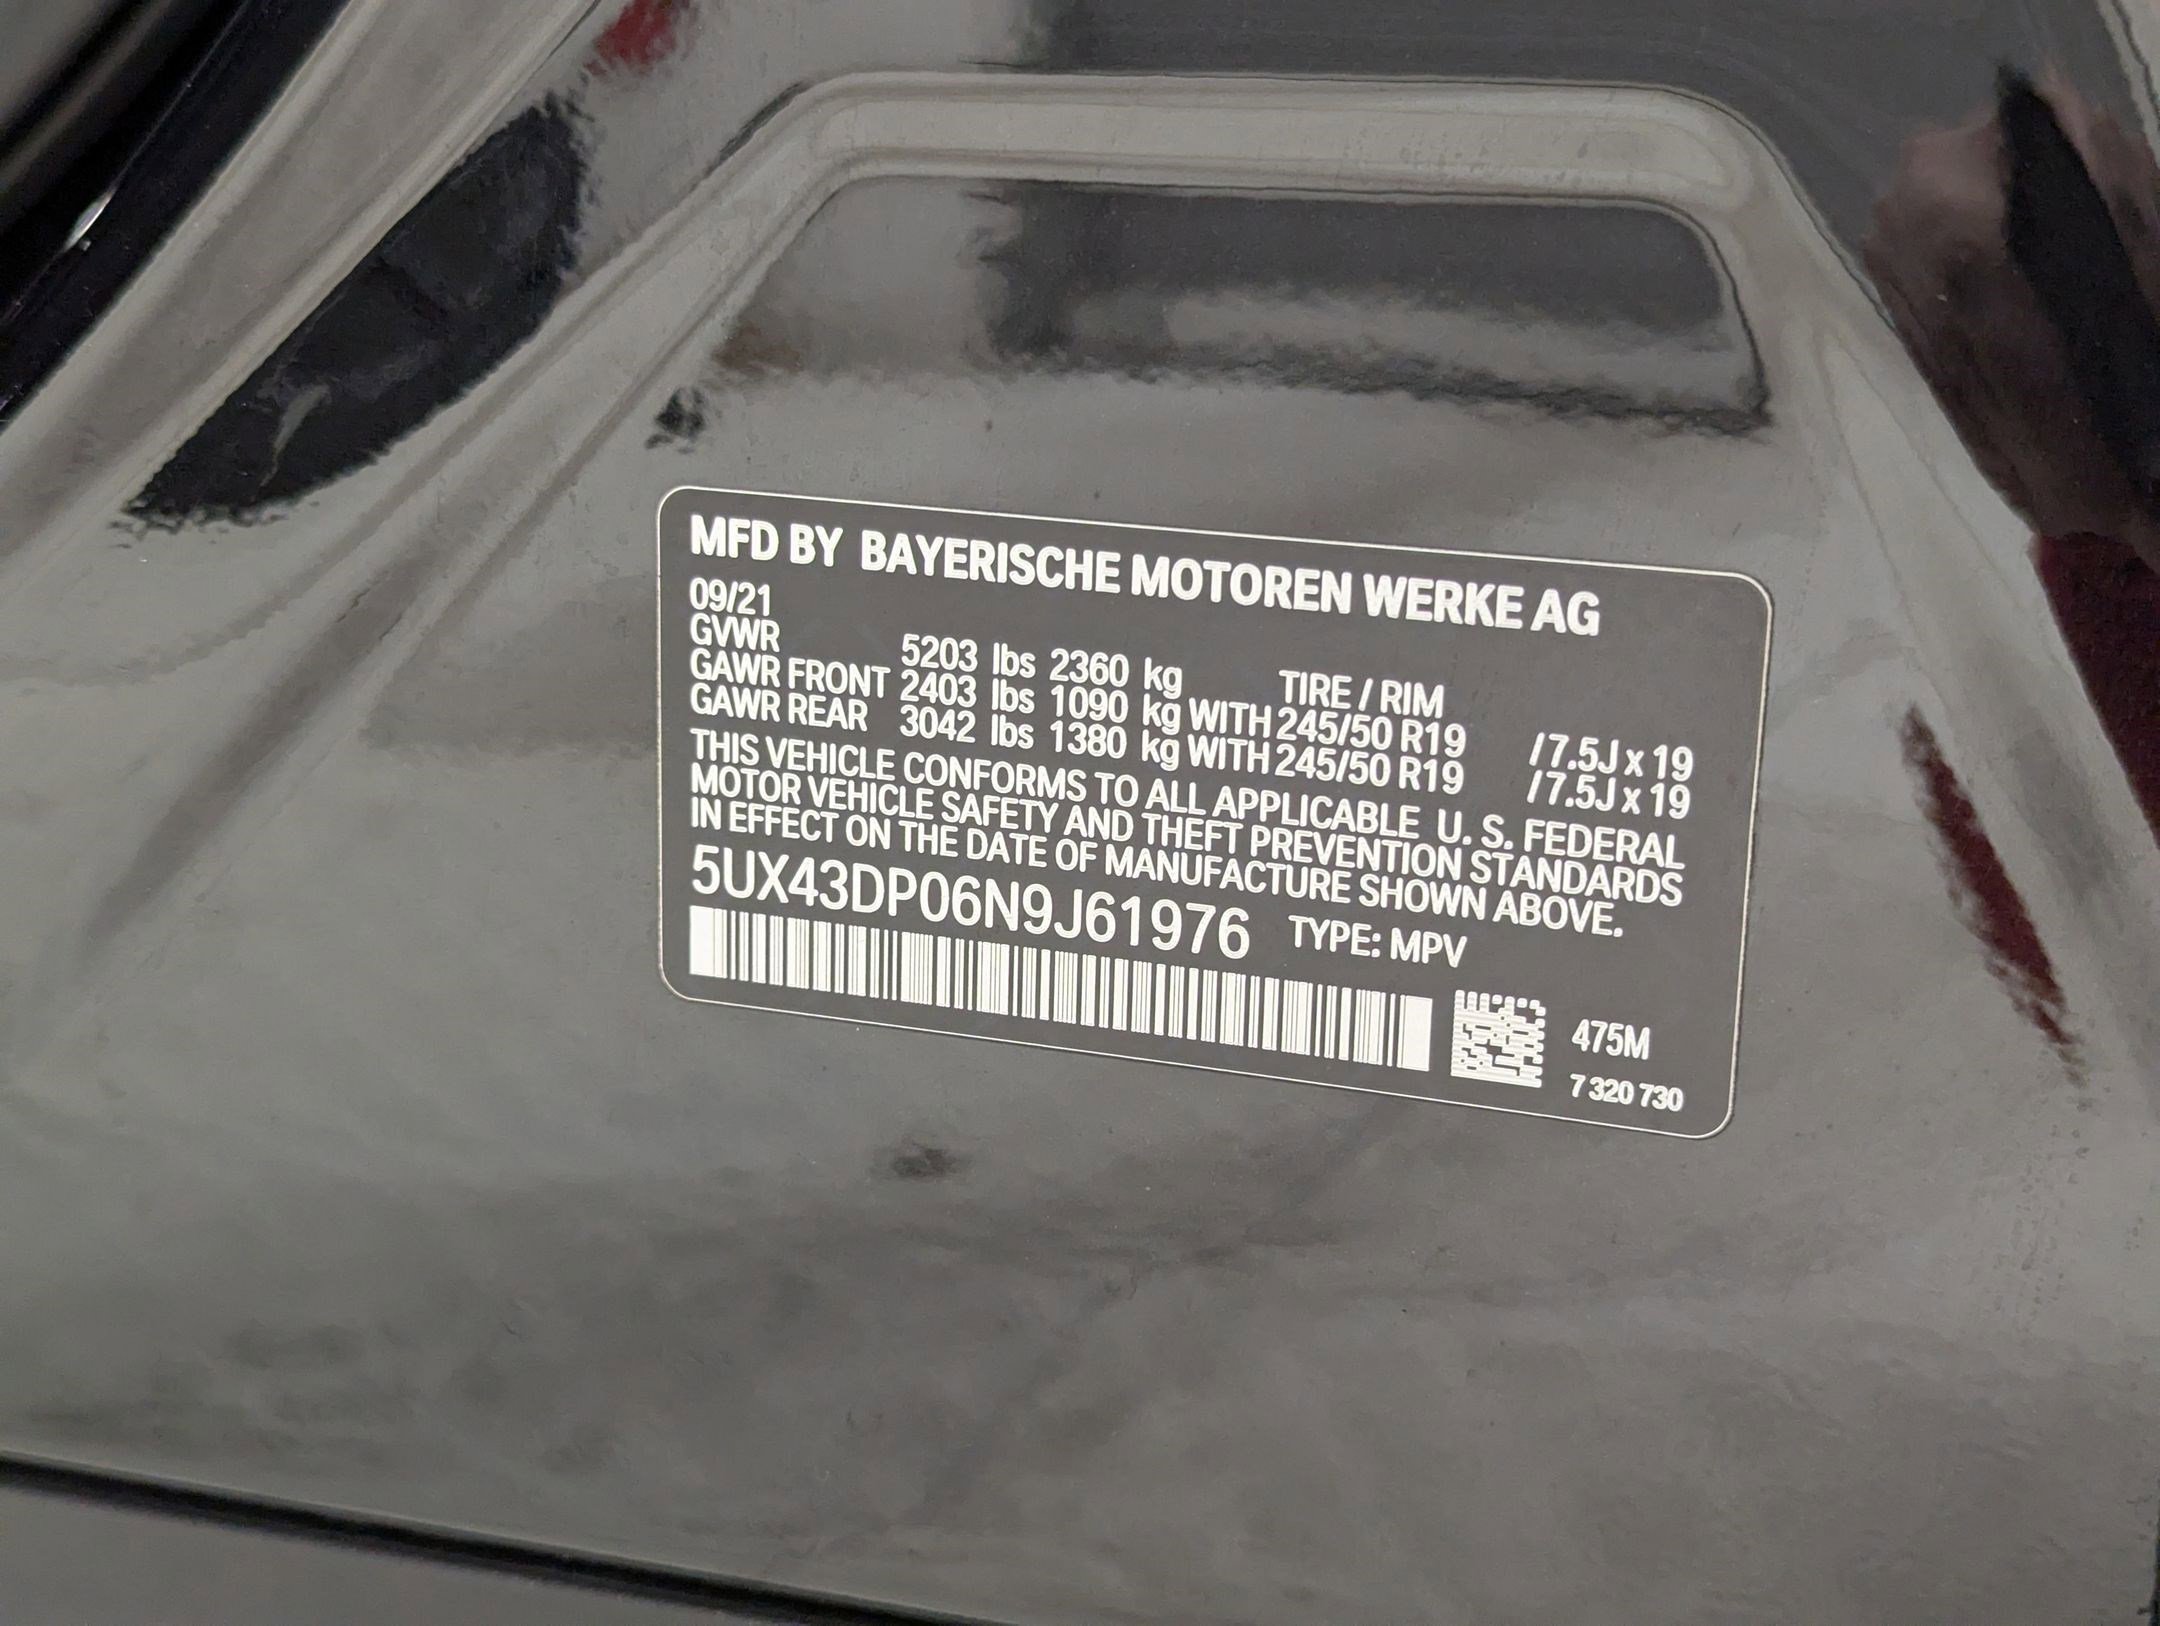 MFD BY BAYERISCHE MOTOREN WERKE AG
09/21
GVWR 5203 lbs 2360 kg TIRE / RIM
GAWR FRONT 2403 lbs 1090 kg WITH 245/50 R19 /7.5J x 19
GAWR REAR 3042 lbs 1380 kg WITH 245/50 R19 /7.5J x 19
THIS VEHICLE CONFORMS TO ALL APPLICABLE U. S. FEDERAL
MOTOR VEHICLE SAFETY AND THEFT PREVENTION STANDARDS
IN EFFECT ON THE DATE OF MANUFACTURE SHOWN ABOVE.
5UX43DP06N9J61976 TYPE: MPV
475M
7 320 730